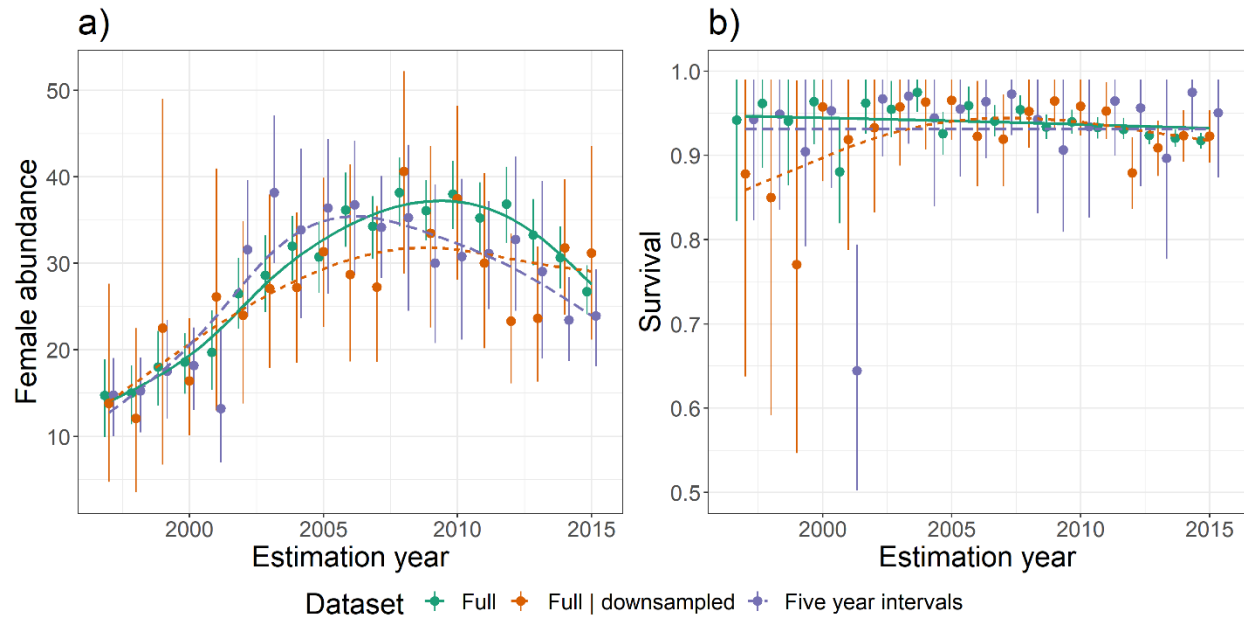 a)
Female abundance
50
40
30
20
10
2000 2005 2010 2015
Estimation year
b)
Survival
1.0
0.9
0.8
0.7
0.6
0.5
2000 2005 2010 2015
Estimation year
Dataset Full Full | downsampled Five year intervals